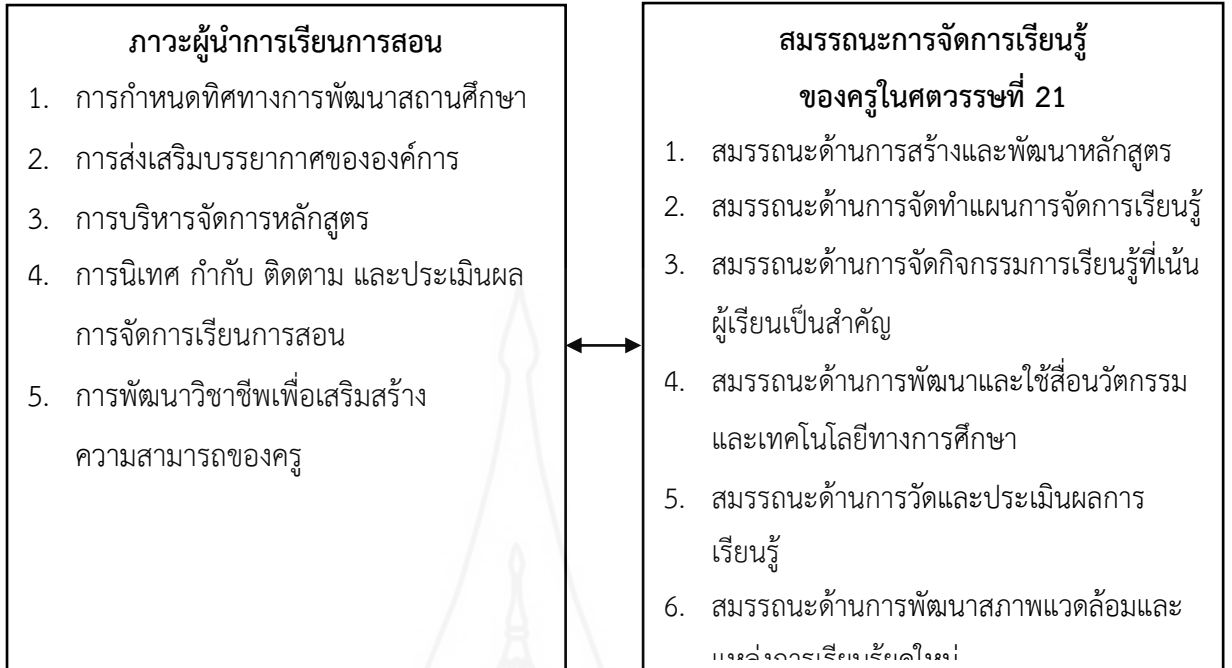 ภาวะผู้นำการเรียนการสอน
1. การกำหนดทิศทางการพัฒนาสถานศึกษา
2. การส่งเสริมบรรยากาศขององค์การ
3. การบริหารจัดการหลักสูตร
4. การนิเทศ กำกับ ติดตาม และประเมินผล
การจัดการเรียนการสอน
5. การพัฒนาวิชาชีพเพื่อเสริมสร้าง
ความสามารถของครู
สมรรถนะการจัดการเรียนรู้
ของครูในศตวรรษที่ 21
1. สมรรถนะด้านการสร้างและพัฒนาหลักสูตร
2. สมรรถนะด้านการจัดทำแผนการจัดการเรียนรู้
3. สมรรถนะด้านการจัดกิจกรรมการเรียนรู้ที่เน้น
ผู้เรียนเป็นสำคัญ
4. สมรรถนะด้านการพัฒนาและใช้สื่อนวัตกรรม
และเทคโนโลยีทางการศึกษา
5. สมรรถนะด้านการวัดและประเมินผลการ
เรียนรู้
6. สมรรถนะด้านการพัฒนาสภาพแวดล้อมและ
แหล่งการเรียนรู้ยุคใหม่